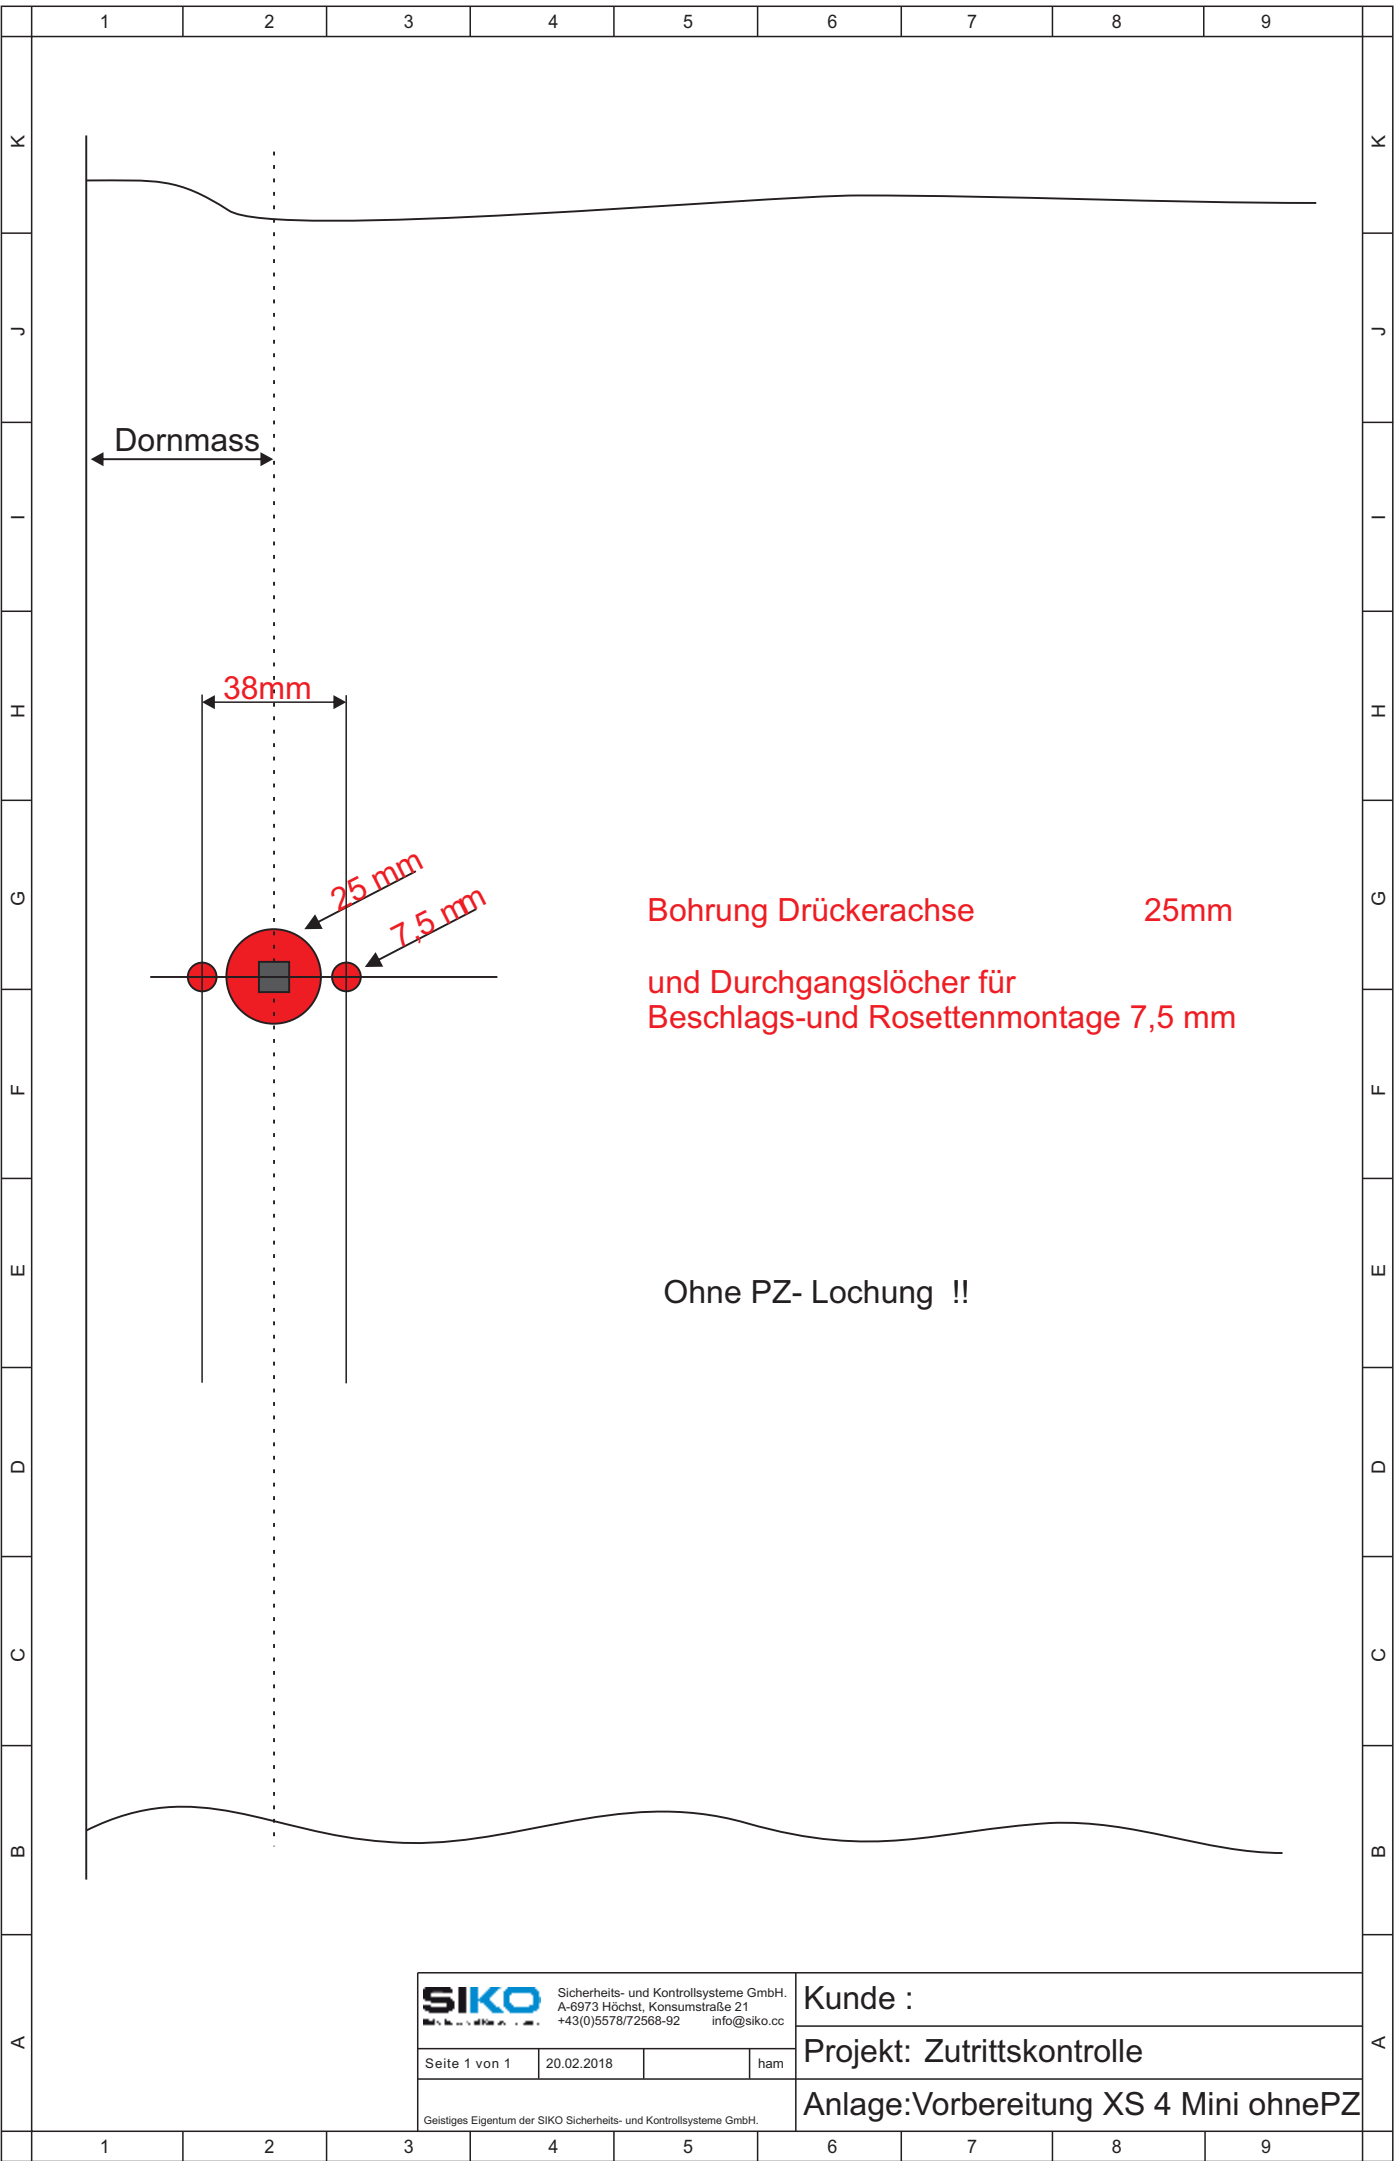 1 2 3 4 5 6 7 8 9
K K
J J
Dornmass
I I
38mm
H H
25 mm
7,5 mm
G G
Bohrung Drückerachse 25mm
und Durchgangslöcher für
Beschlags-und Rosettenmontage 7,5 mm
F F
E E
Ohne PZ- Lochung !!
D D
C C
B B
A A
SIKO
Sicherheits- und Kontrollsysteme GmbH.
A-6973 Höchst, Konsumstraße 21
+43(0)5578/72568-92 info@siko.cc
Seite 1 von 1 20.02.2018 ham
Geistiges Eigentum der SIKO Sicherheits- und Kontrollsysteme GmbH.
Kunde :
Projekt: Zutrittskontrolle
Anlage:Vorbereitung XS 4 Mini ohnePZ
1 2 3 4 5 6 7 8 9